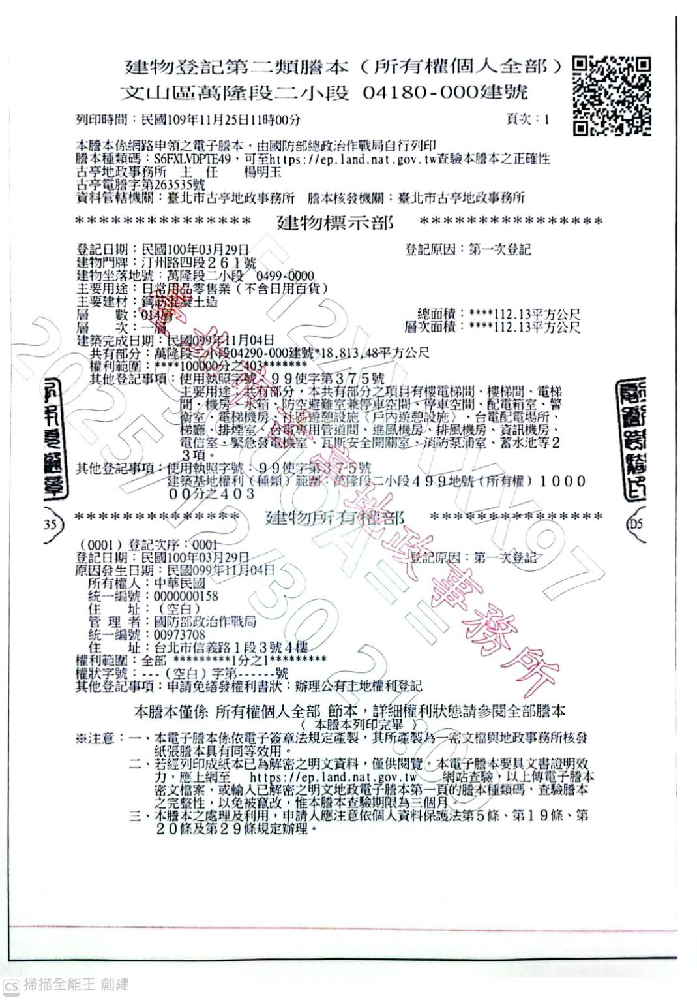 建物登記第二類謄本（所有權個人全部）
文山區萬隆段二小段 04180-000建號
列印時間：民國109年11月25日11時00分 頁次：1
本謄本係網路申領之電子謄本，由國防部總政治作戰局自行列印
謄本種類碼：S6FXLVDPTE49，可至https://ep.land.nat.gov.tw查驗本謄本之正確性
古亭地政事務所 主 任 楊明玉
古亭電謄字第263535號
資料管轄機關：臺北市古亭地政事務所 謄本核發機關：臺北市古亭地政事務所
*************** 建物標示部 ****************
登記日期：民國100年03月29日 登記原因：第一次登記
建物門牌：汀州路四段２６１號
建物坐落地號：萬隆段二小段 0499-0000
主要用途：日常用品零售業（不含日用百貨）
主要建材：鋼筋混凝土造
層 數：014層 總面積：****112.13平方公尺
層 次：一層 層次面積：****112.13平方公尺
建築完成日期：民國099年11月04日
共有部分：萬隆段二小段04290-000建號*18,813.48平方公尺
權利範圍：****100000分之403*******
其他登記事項：使用執照字號：９９使字第３７５號
主要用途：共有部分，本共有部分之項目有樓電梯間、樓梯間、電梯
間、機房、水箱、防空避難室兼停車空間、停車空間、配電箱室、警
衛室、電梯機房、社區遊憩設施〈戶內遊憩設施〉、台電配電場所、
梯廳、排煙室、台電專用管道間、進風機房、排風機房、資訊機房、
電信室、緊急發電機室、瓦斯安全開關室、消防泵浦室、蓄水池等２
３項。
其他登記事項：使用執照字號：９９使字第３７５號
建築基地權利（種類）範圍：萬隆段二小段４９９地號（所有權）１０００
００分之４０３
*************** 建物所有權部 ***************
（0001）登記次序：0001
登記日期：民國100年03月29日 登記原因：第一次登記
原因發生日期：民國099年11月04日
所有權人：中華民國
統一編號：0000000158
住 址：（空白）
管 理 者：國防部政治作戰局
統一編號：00973708
住 址：台北市信義路１段３號４樓
權利範圍：全部 *********1分之1*********
權狀字號：---（空白）字第------號
其他登記事項：申請免繕發權利書狀：辦理公有土地權利登記
本謄本僅係 所有權個人全部 節本，詳細權利狀態請參閱全部謄本
〈 本謄本列印完畢 〉
※注意：一、本電子謄本係依電子簽章法規定產製，其所產製為一密文檔與地政事務所核發
紙張謄本具有同等效用。
二、若經列印成紙本已為解密之明文資料，僅供閱覽。本電子謄本要具文書證明效
力，應上網至 https://ep.land.nat.gov.tw 網站查驗，以上傳電子謄本
密文檔案，或輸入已解密之明文地政電子謄本第一頁的謄本種類碼，查驗謄本
之完整性，以免被竄改，惟本謄本查驗期限為三個月。
三、本謄本之處理及利用，申請人應注意依個人資料保護法第５條、第１９條、第
２０條及第２９條規定辦理。
35
D5
CS 掃描全能王 創建